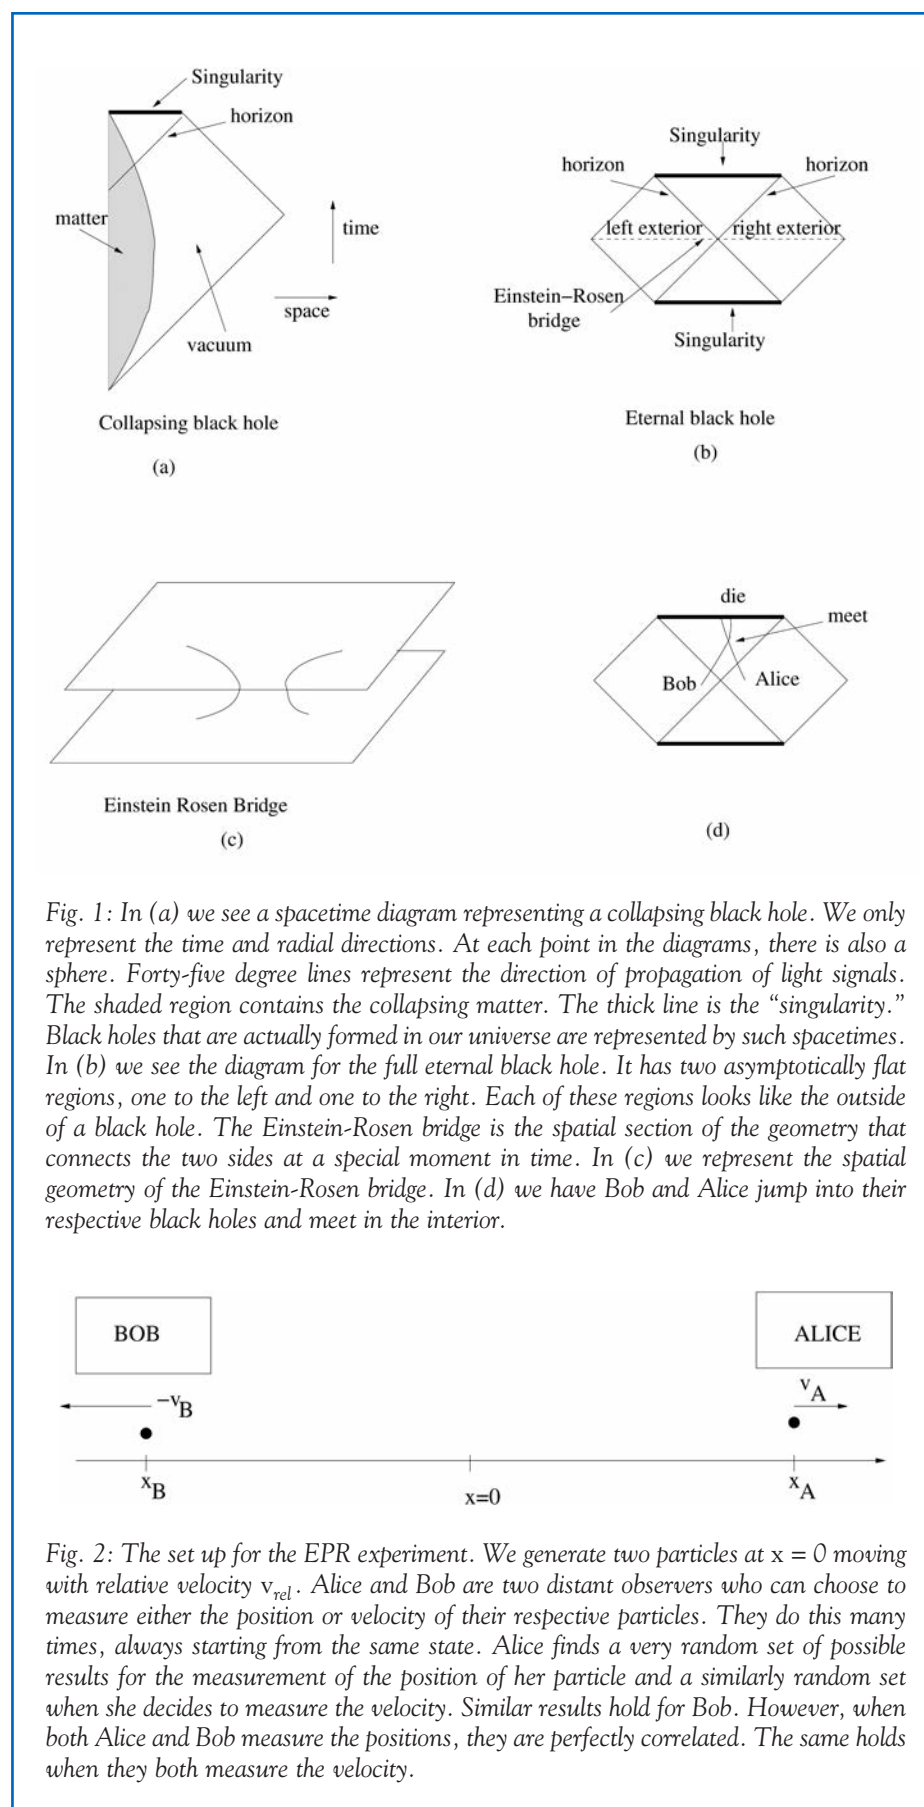 Singularity
horizon
matter
time
space
vacuum
Collapsing black hole
(a)
Singularity
horizon
horizon
left exterior
right exterior
Einstein–Rosen
bridge
Singularity
Eternal black hole
(b)
Einstein Rosen Bridge
(c)
die
meet
Bob
Alice
(d)
Fig. 1: In (a) we see a spacetime diagram representing a collapsing black hole. We only
represent the time and radial directions. At each point in the diagrams, there is also a
sphere. Forty-five degree lines represent the direction of propagation of light signals.
The shaded region contains the collapsing matter. The thick line is the “singularity.”
Black holes that are actually formed in our universe are represented by such spacetimes.
In (b) we see the diagram for the full eternal black hole. It has two asymptotically flat
regions, one to the left and one to the right. Each of these regions looks like the outside
of a black hole. The Einstein-Rosen bridge is the spatial section of the geometry that
connects the two sides at a special moment in time. In (c) we represent the spatial
geometry of the Einstein-Rosen bridge. In (d) we have Bob and Alice jump into their
respective black holes and meet in the interior.
BOB
ALICE
–v_B
v_A
x_B
x=0
x_A
Fig. 2: The set up for the EPR experiment. We generate two particles at x = 0 moving
with relative velocity v_rel. Alice and Bob are two distant observers who can choose to
measure either the position or velocity of their respective particles. They do this many
times, always starting from the same state. Alice finds a very random set of possible
results for the measurement of the position of her particle and a similarly random set
when she decides to measure the velocity. Similar results hold for Bob. However, when
both Alice and Bob measure the positions, they are perfectly correlated. The same holds
when they both measure the velocity.